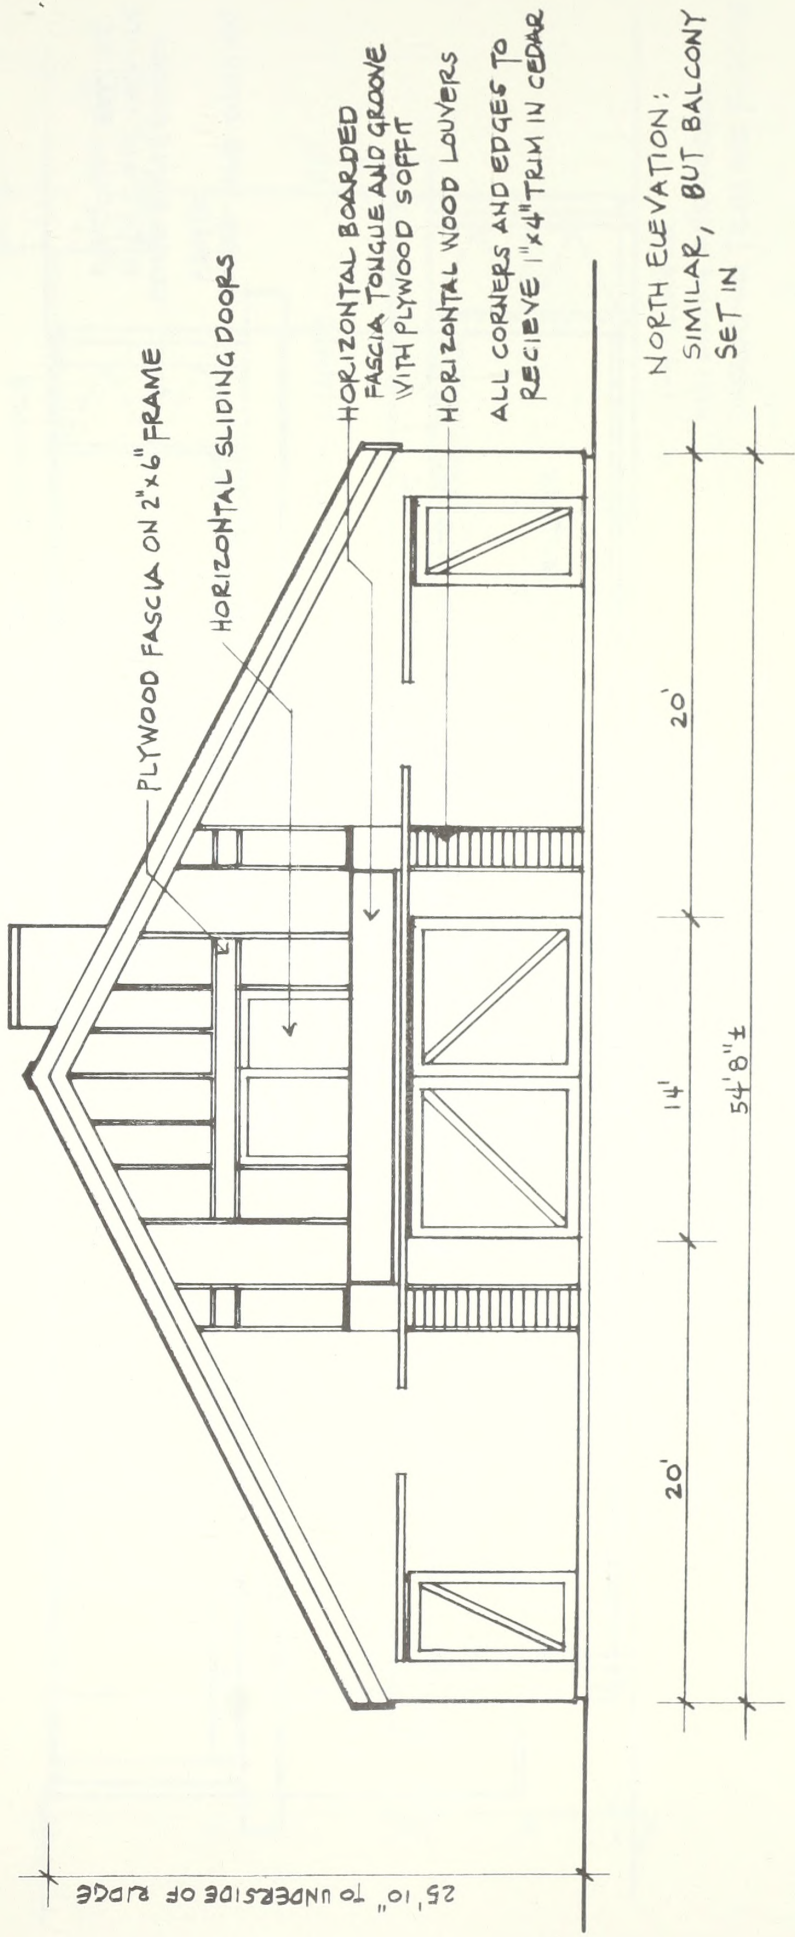 PLYWOOD FASCIA ON 2"x6" FRAME
HORIZONTAL SLIDING DOORS
HORIZONTAL BOARDED
FASCIA TONGUE AND GROOVE
WITH PLYWOOD SOFFIT
HORIZONTAL WOOD LOUVERS
ALL CORNERS AND EDGES TO
RECIEVE 1"x4" TRIM IN CEDAR
NORTH ELEVATION:
SIMILAR, BUT BALCONY
SET IN
20'
14'
20'
54' 8" ±
25' 10" TO UNDERSIDE OF RIDGE